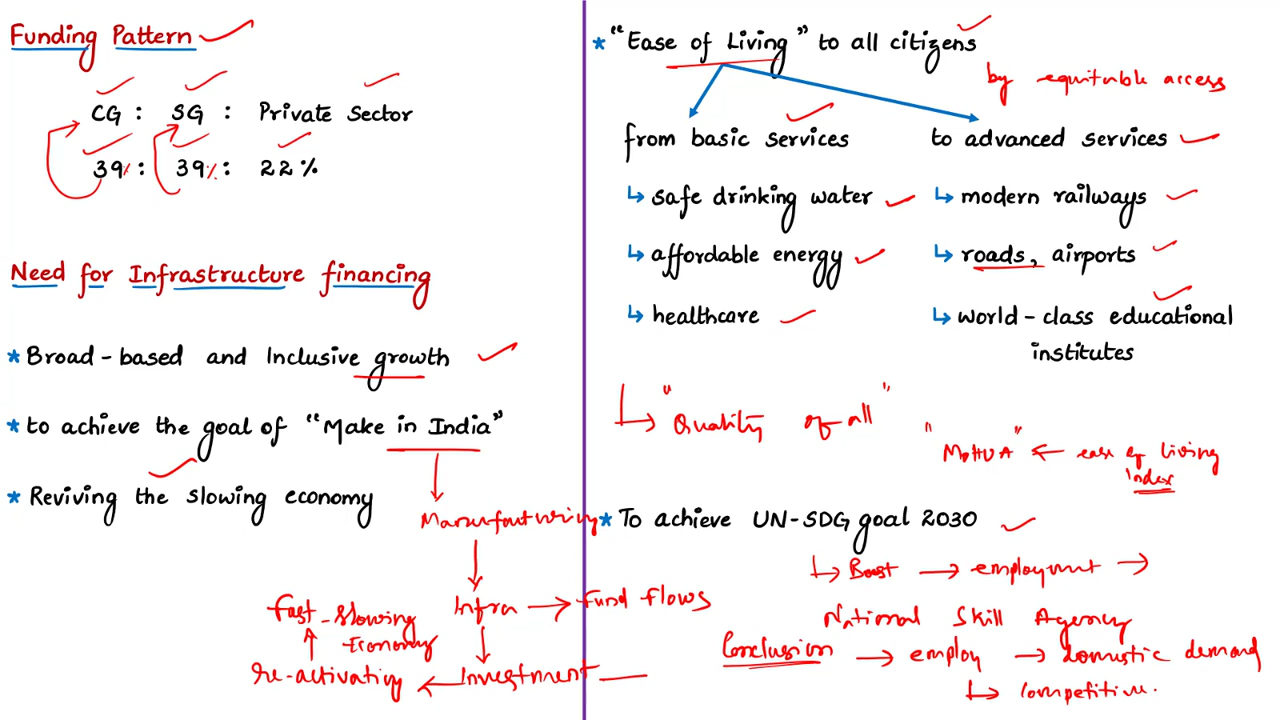 Funding Pattern
CG : SG : Private Sector
39% : 39% : 22%
Need for Infrastructure financing
* Broad-based and Inclusive growth
* to achieve the goal of "Make in India"
* Reviving the slowing economy
Manufacturing
Infra → Fund flows
Investment
re-activating
fast-slowing
Economy
* "Ease of Living" to all citizens
by equitable access
from basic services
↳ safe drinking water
↳ affordable energy
↳ healthcare
to advanced services
↳ modern railways
↳ roads, airports
↳ world-class educational
institutes
↳ "Quality of all"
"MoHUA" ← ease of living
Index
* To achieve UN-SDG goal 2030
↳ Boost → employment →
National Skill Agency
Conclusion → employ → domestic demand
↳ competitive.